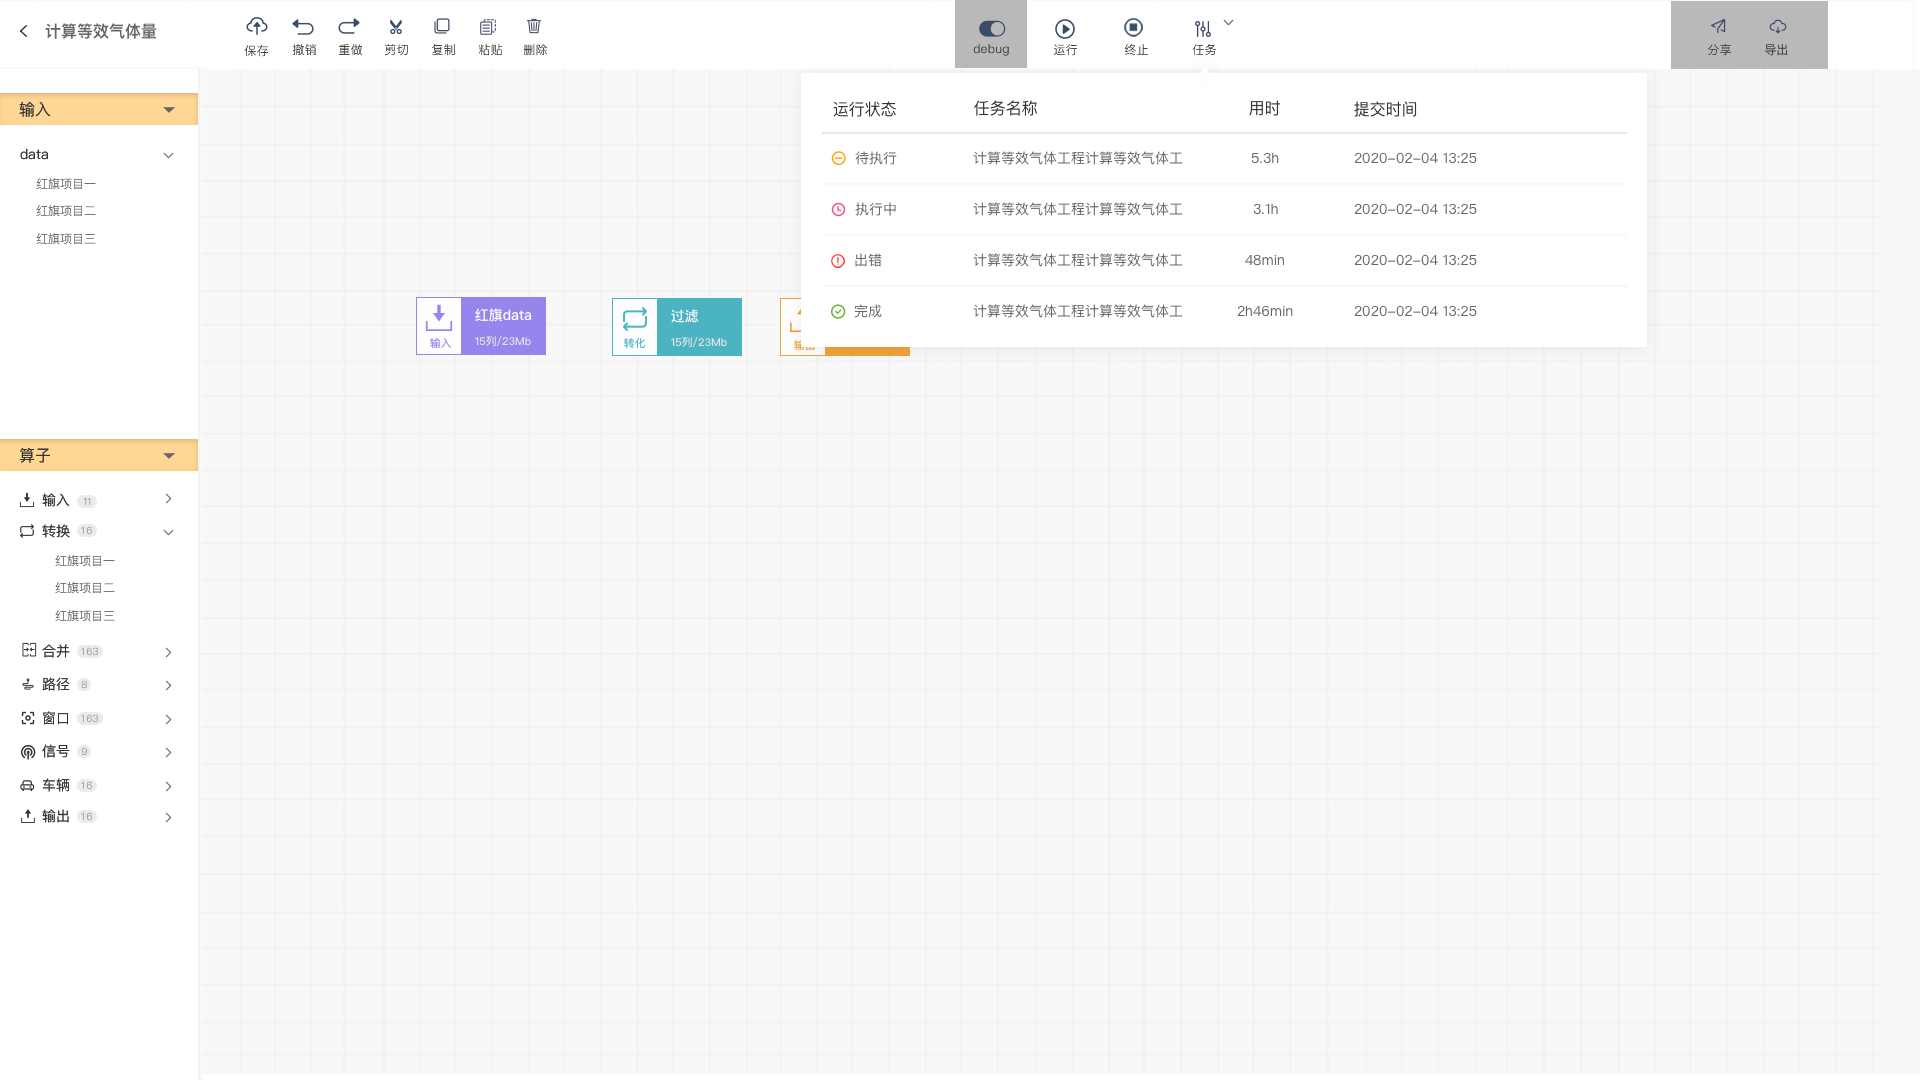 计算等效气体量
保存
撤销
重做
剪切
复制
粘贴
删除
debug
运行
终止
任务
分享
导出
输入
data
红旗项目一
红旗项目二
红旗项目三
运行状态 任务名称 用时 提交时间
待执行 计算等效气体工程计算等效气体工 5.3h 2020-02-04 13:25
执行中 计算等效气体工程计算等效气体工 3.1h 2020-02-04 13:25
出错 计算等效气体工程计算等效气体工 48min 2020-02-04 13:25
完成 计算等效气体工程计算等效气体工 2h46min 2020-02-04 13:25
红旗data
输入
15列/23Mb
过滤
转化
15列/23Mb
算子
输入 11
转换 16
红旗项目一
红旗项目二
红旗项目三
合并 163
路径 8
窗口 163
信号 9
车辆 16
输出 16